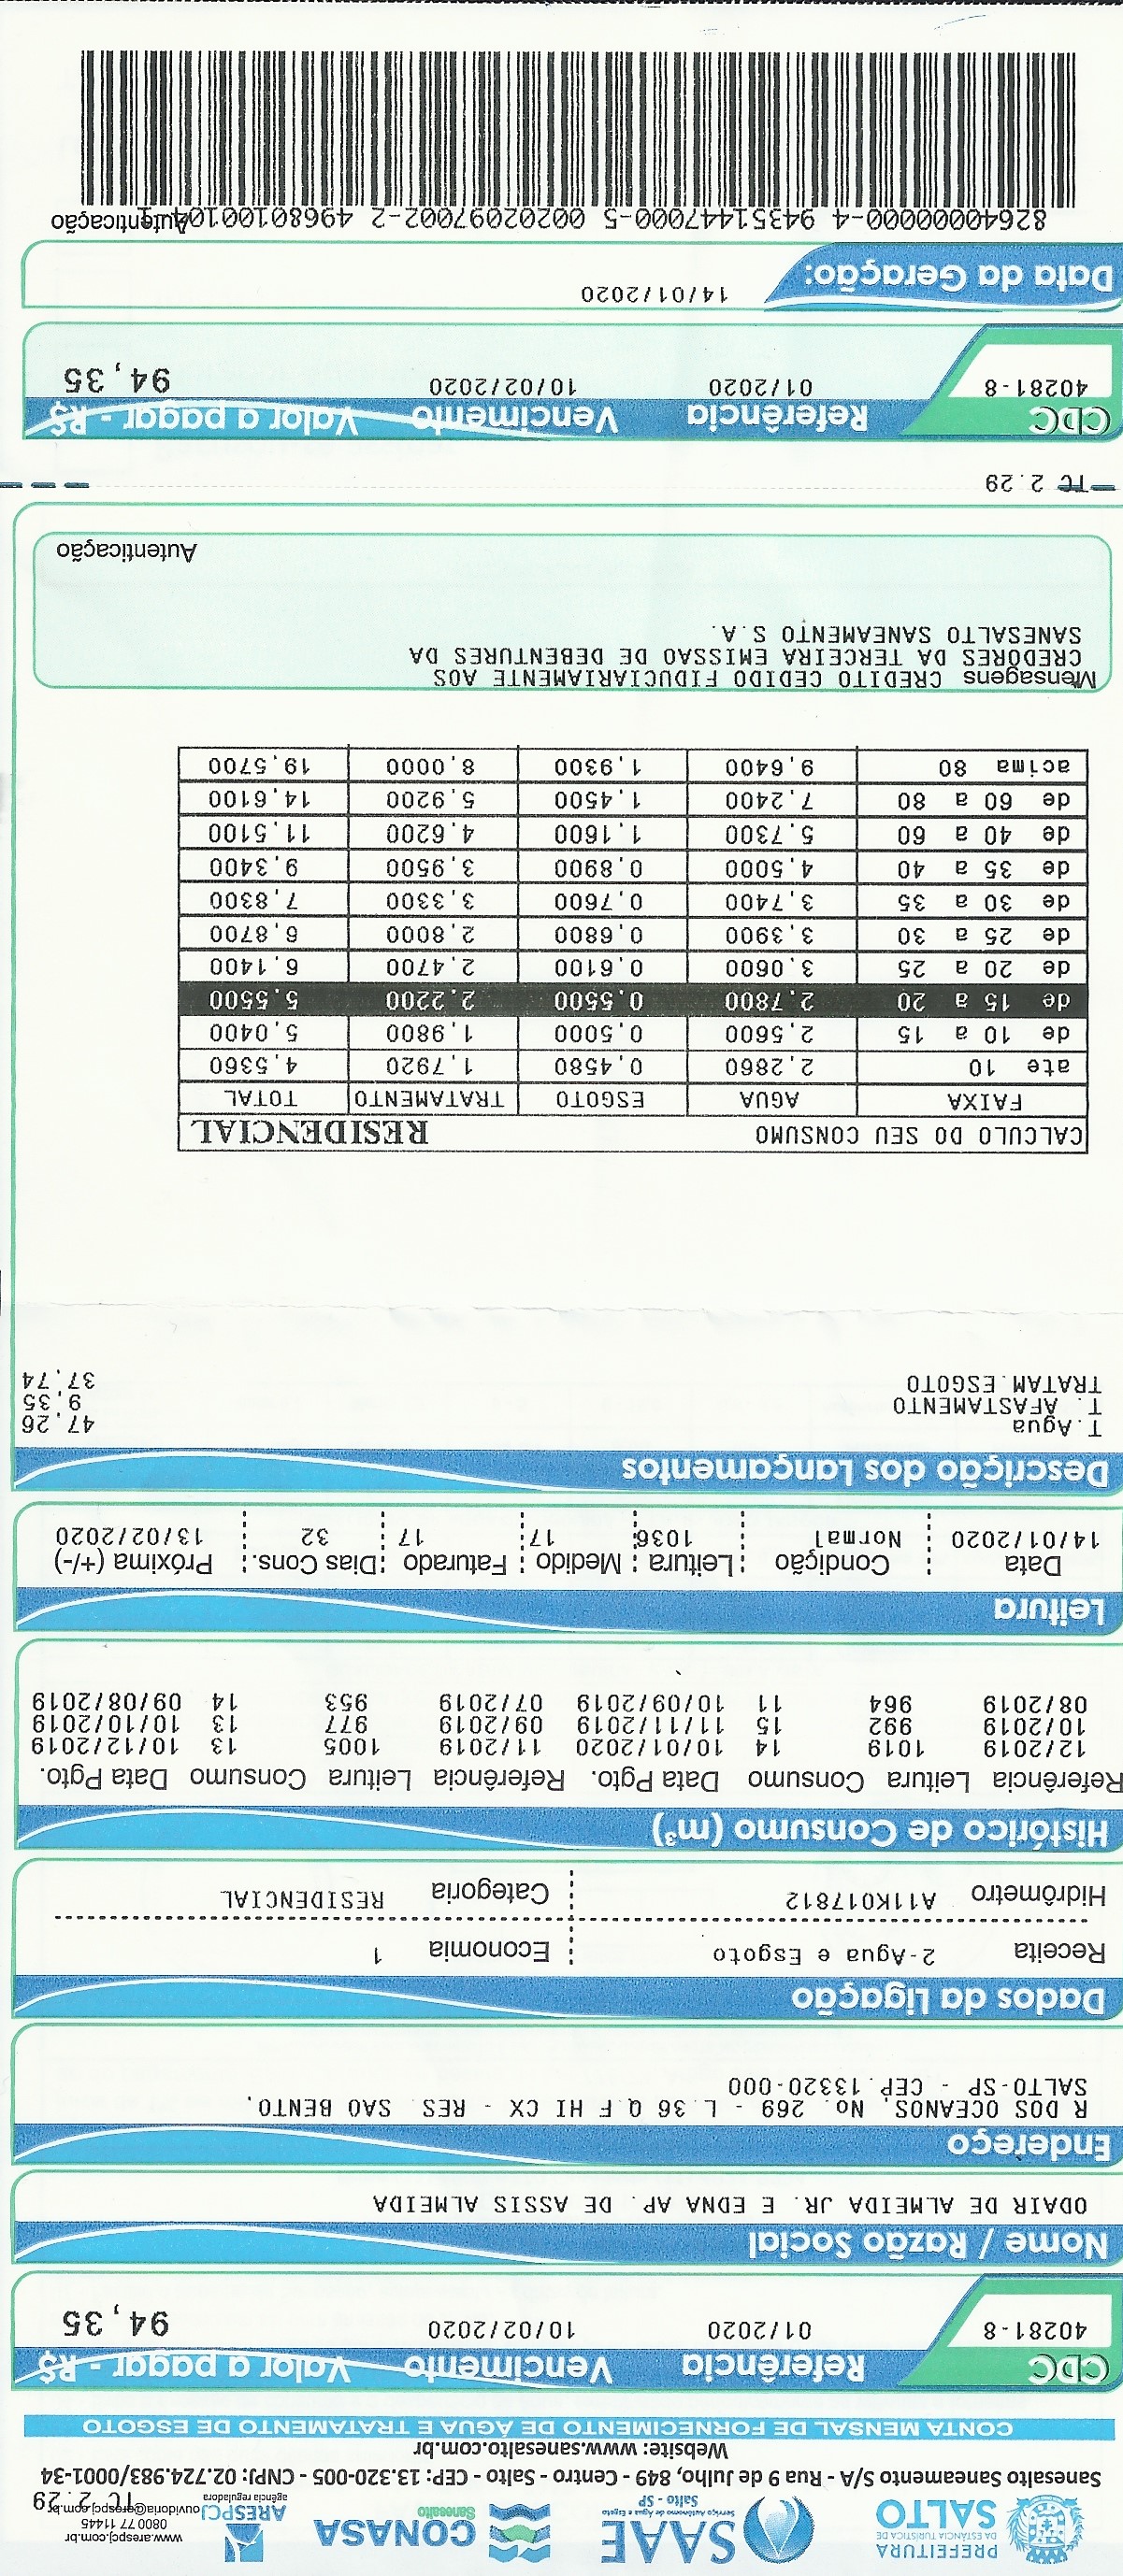 PREFEITURA
DA ESTÂNCIA TURÍSTICA DE
SALTO
SAAE
Serviço Autônomo de Água e Esgoto
Salto - SP
CONASA
Sanesalto
ARESPCJ
agência reguladora
www.arespcj.com.br
0800 77 11445
ouvidoria@arespcj.com.br
TC 2.29
Sanesalto Saneamento S/A - Rua 9 de Julho, 849 - Centro - Salto - CEP: 13.320-005 - CNPJ: 02.724.983/0001-34
Website: www.sanesalto.com.br
CONTA MENSAL DE FORNECIMENTO DE ÁGUA E TRATAMENTO DE ESGOTO
CDC Referência Vencimento Valor a pagar - R$
40281-8 01/2020 10/02/2020 94,35
Nome / Razão Social
ODAIR DE ALMEIDA JR. E EDNA AP. DE ASSIS ALMEIDA
Endereço
R DOS OCEANOS, No. 269 - L.36 Q.F HI CX - RES. SAO BENTO,
SALTO-SP - CEP.13320-000
Dados da Ligação
Receita 2-Agua e Esgoto Economia 1
Hidrômetro A11K017812 Categoria RESIDENCIAL
Histórico de Consumo (m³)
Referência Leitura Consumo Data Pgto. Referência Leitura Consumo Data Pgto.
12/2019 1019 14 10/01/2020 11/2019 1005 13 10/12/2019
10/2019 992 15 11/11/2019 09/2019 977 13 10/10/2019
08/2019 964 11 10/09/2019 07/2019 953 14 09/08/2019
Leitura
Data Condição Leitura Medido Faturado Dias Cons. Próxima (+/-)
14/01/2020 Normal 1036 17 17 32 13/02/2020
Descrição dos Lançamentos
T.Agua 47,26
T. AFASTAMENTO 9,35
TRATAM.ESGOTO 37,74
CALCULO DO SEU CONSUMO RESIDENCIAL
FAIXA AGUA ESGOTO TRATAMENTO TOTAL
ate 10 2,2860 0,4580 1,7920 4,5360
de 10 a 15 2,5600 0,5000 1,9800 5,0400
de 15 a 20 2,7800 0,5500 2,2200 5,5500
de 20 a 25 3,0600 0,6100 2,4700 6,1400
de 25 a 30 3,3900 0,6800 2,8000 6,8700
de 30 a 35 3,7400 0,7600 3,3300 7,8300
de 35 a 40 4,5000 0,8900 3,9500 9,3400
de 40 a 60 5,7300 1,1600 4,6200 11,5100
de 60 a 80 7,2400 1,4500 5,9200 14,6100
acima 80 9,6400 1,9300 8,0000 19,5700
Mensagens CREDITO CEDIDO FIDUCIARIAMENTE AOS
CREDORES DA TERCEIRA EMISSAO DE DEBENTURES DA
SANESALTO SANEAMENTO S.A.
Autenticação
TC 2.29
CDC Referência Vencimento Valor a pagar - R$
40281-8 01/2020 10/02/2020 94,35
Data da Geração: 14/01/2020
82640000000-4 94351447000-5 00202097002-2 49680100104-1 Autenticação